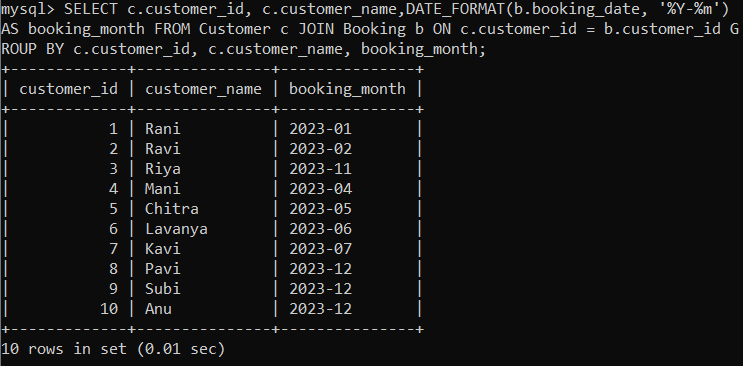 mysql> SELECT c.customer_id, c.customer_name,DATE_FORMAT(b.booking_date, '%Y-%m')
AS booking_month FROM Customer c JOIN Booking b ON c.customer_id = b.customer_id G
ROUP BY c.customer_id, c.customer_name, booking_month;
+-------------+---------------+---------------+
| customer_id | customer_name | booking_month |
+-------------+---------------+---------------+
|           1 | Rani          | 2023-01       |
|           2 | Ravi          | 2023-02       |
|           3 | Riya          | 2023-11       |
|           4 | Mani          | 2023-04       |
|           5 | Chitra        | 2023-05       |
|           6 | Lavanya       | 2023-06       |
|           7 | Kavi          | 2023-07       |
|           8 | Pavi          | 2023-12       |
|           9 | Subi          | 2023-12       |
|          10 | Anu           | 2023-12       |
+-------------+---------------+---------------+
10 rows in set (0.01 sec)